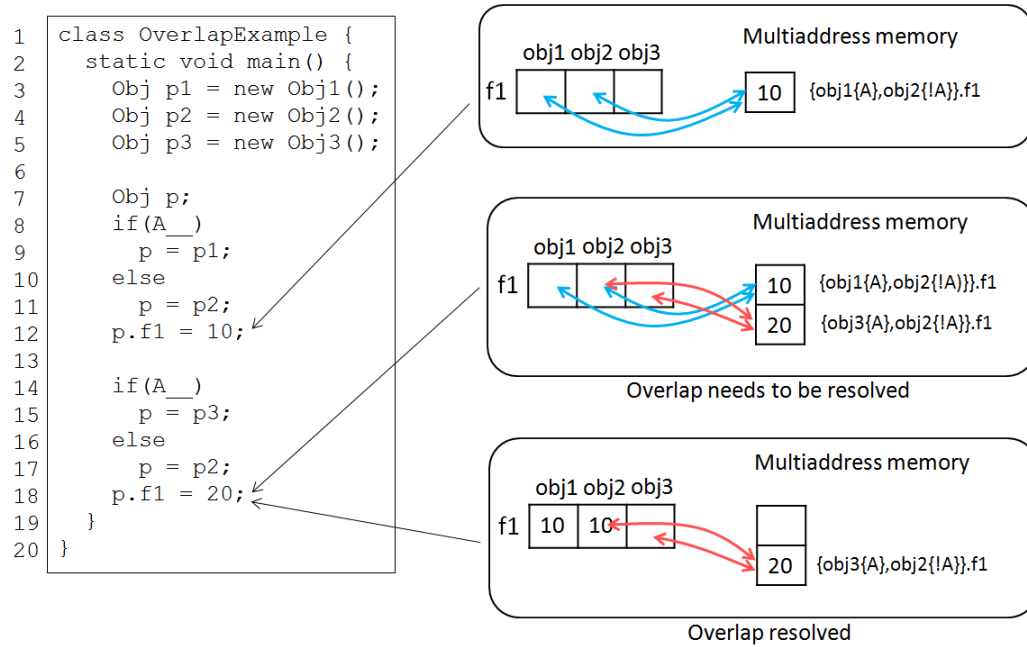 1 class OverlapExample {
2 static void main() {
3 Obj p1 = new Obj1();
4 Obj p2 = new Obj2();
5 Obj p3 = new Obj3();
6
7 Obj p;
8 if(A__)
9 p = p1;
10 else
11 p = p2;
12 p.f1 = 10;
13
14 if(A__)
15 p = p3;
16 else
17 p = p2;
18 p.f1 = 20;
19 }
20 }
Multiaddress memory
obj1 obj2 obj3
f1
10 {obj1{A},obj2{!A}}.f1
Multiaddress memory
obj1 obj2 obj3
f1
10 {obj1{A},obj2{!A)}}.f1
20 {obj3{A},obj2{!A}}.f1
Overlap needs to be resolved
Multiaddress memory
obj1 obj2 obj3
f1 10 10
20 {obj3{A},obj2{!A}}.f1
Overlap resolved